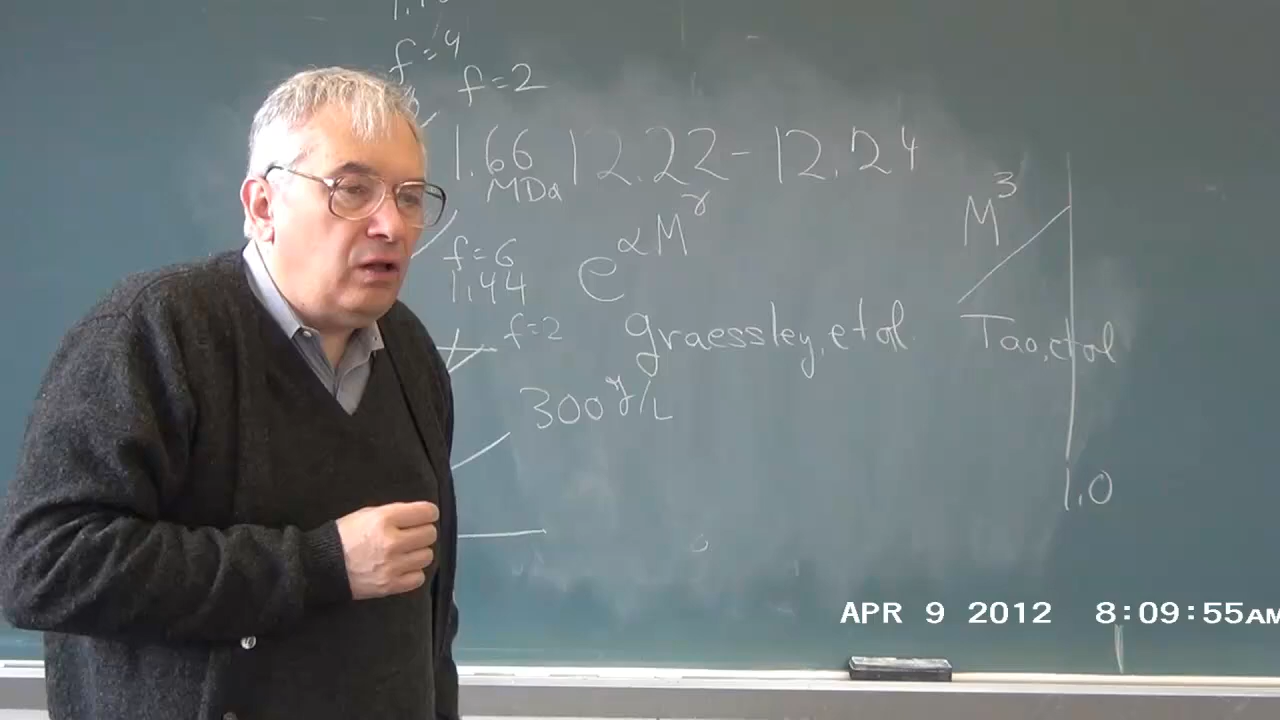 f=4
f=2
1.66 12.22-12.24
MDa
M³
e^αMʳ
f=6
1.44
f=2
graessley, et al. Tao, et al
300 g/L
1.0
APR 9 2012 8:09:55AM